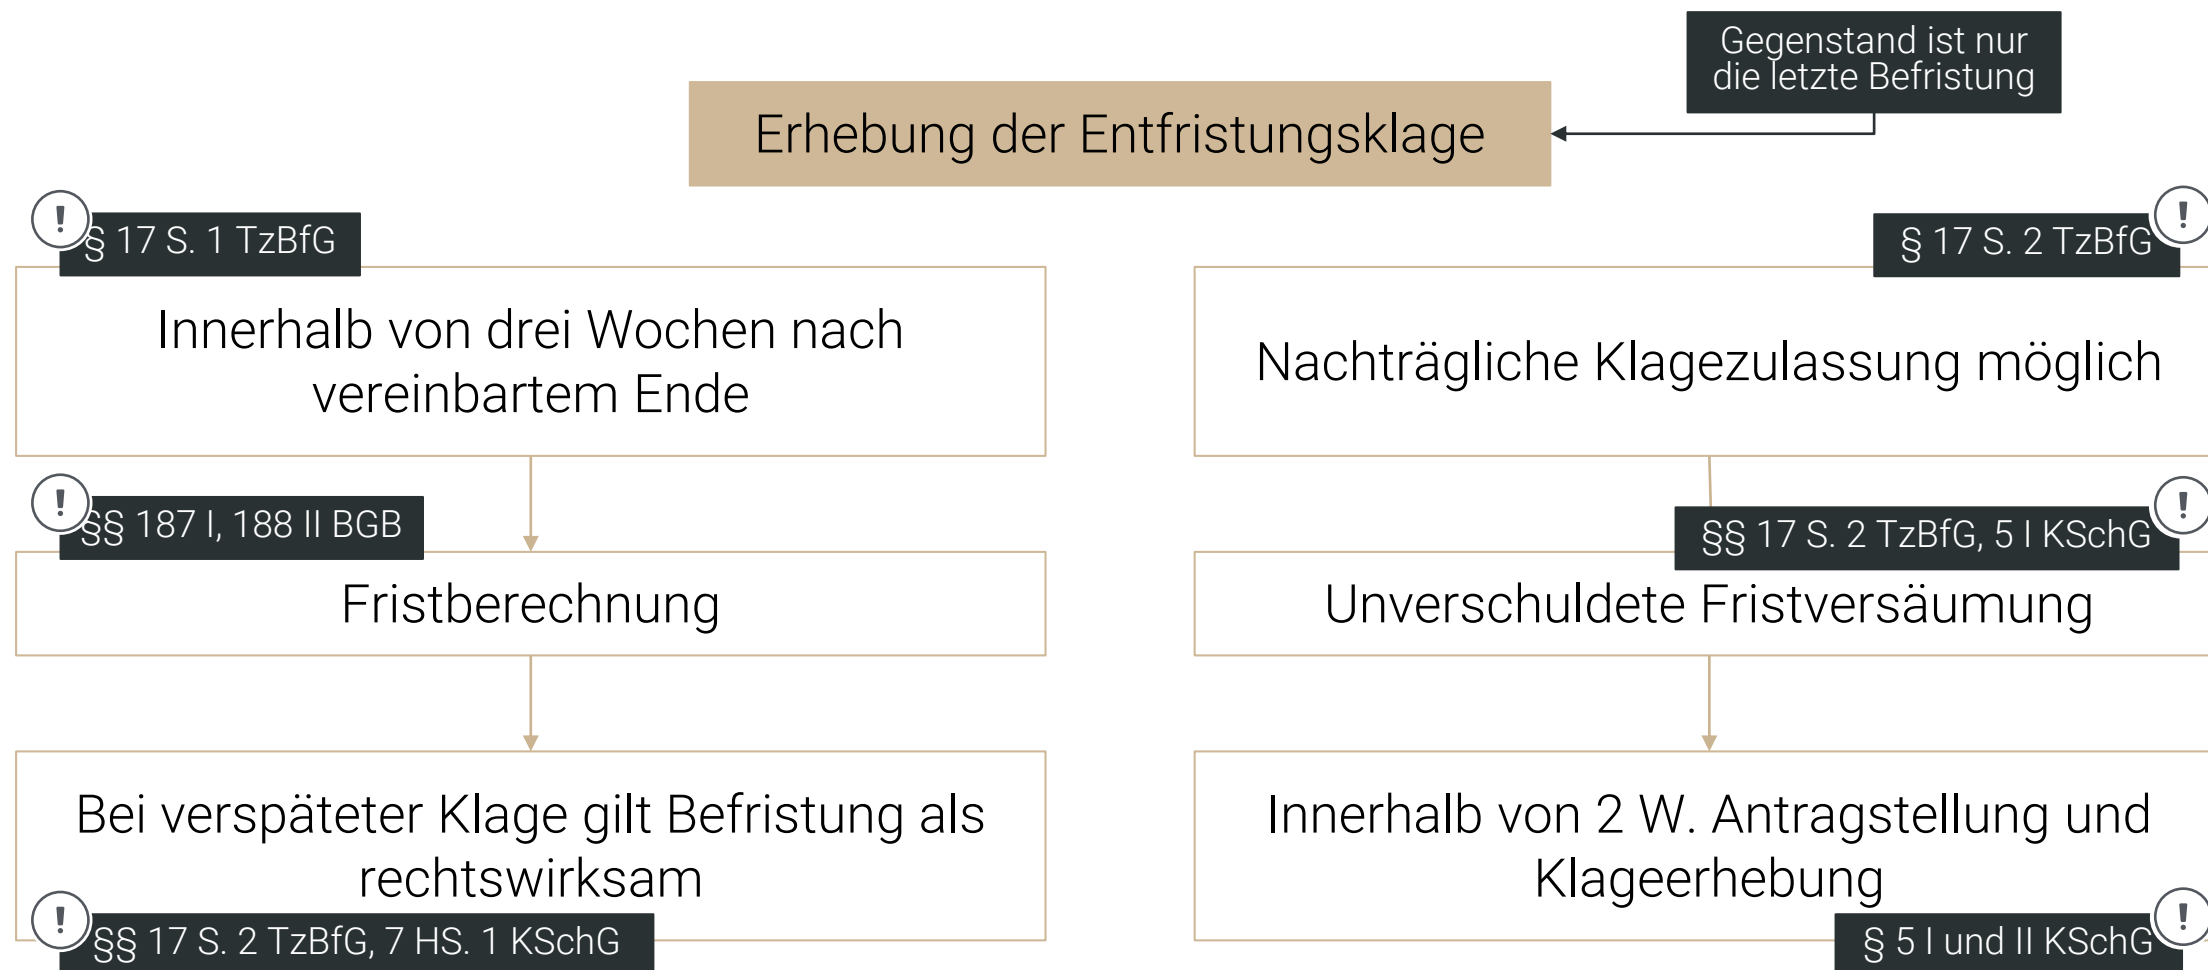 Gegenstand ist nur
die letzte Befristung
Erhebung der Entfristungsklage
!
§ 17 S. 1 TzBfG
Innerhalb von drei Wochen nach
vereinbartem Ende
!
§§ 187 I, 188 II BGB
Fristberechnung
Bei verspäteter Klage gilt Befristung als
rechtswirksam
!
§§ 17 S. 2 TzBfG, 7 HS. 1 KSchG
!
§ 17 S. 2 TzBfG
Nachträgliche Klagezulassung möglich
!
§§ 17 S. 2 TzBfG, 5 I KSchG
Unverschuldete Fristversäumung
Innerhalb von 2 W. Antragstellung und
Klageerhebung
!
§ 5 I und II KSchG